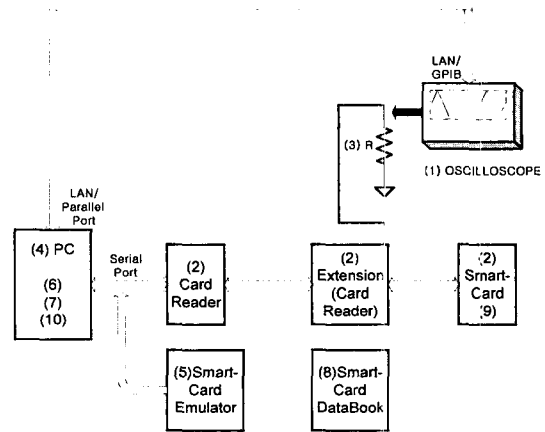 LAN/
GPIB
(3) R
(1) OSCILLOSCOPE
LAN/
Parallel
Port
(4) PC
(6)
(7)
(10)
Serial
Port
(2)
Card
Reader
(2)
Extension
(Card
Reader)
(2)
Smart-
Card
(9)
(5)Smart-
Card
Emulator
(8)Smart-
Card
DataBook